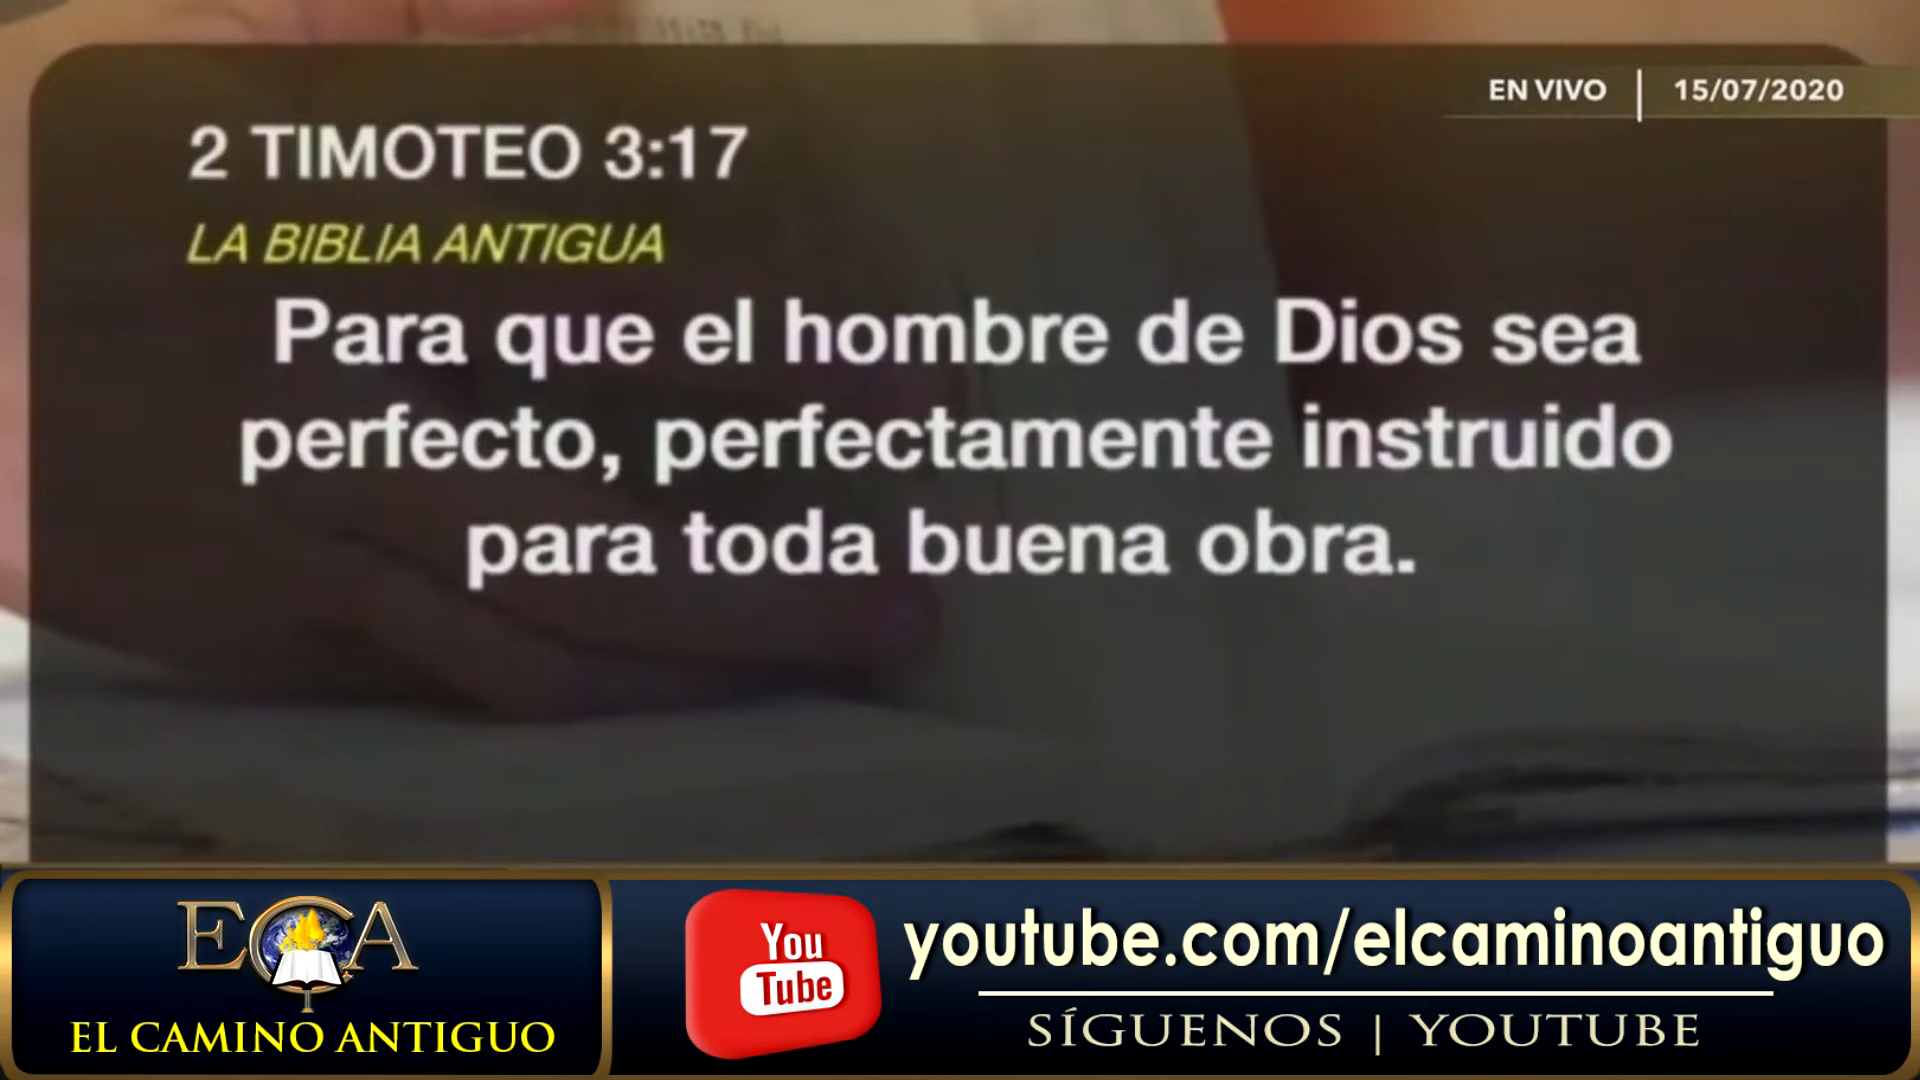 EN VIVO | 15/07/2020
2 TIMOTEO 3:17
LA BIBLIA ANTIGUA
Para que el hombre de Dios sea
perfecto, perfectamente instruido
para toda buena obra.
ECA
EL CAMINO ANTIGUO
You
Tube
youtube.com/elcaminoantiguo
SÍGUENOS | YOUTUBE